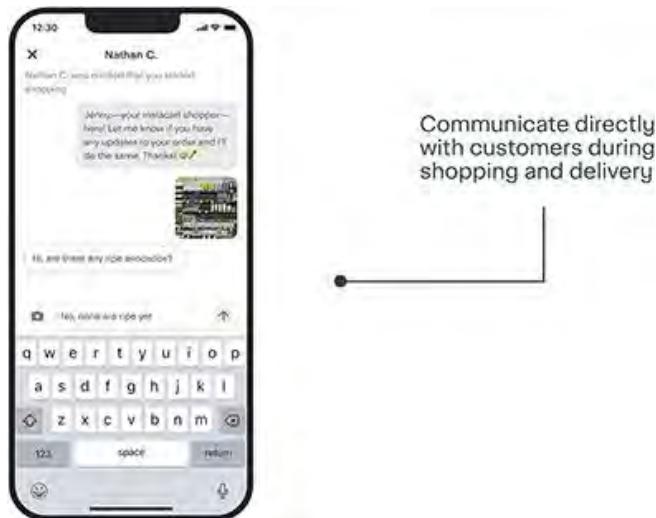 12:30
Nathan C.
Nathan C. was notified that you started
shopping
Jenny—your Instacart shopper—
here! Let me know if you have
any updates to your order and I'll
do the same. Thanks!
Hi, are there any ripe avocados?
No, none are ripe yet
q w e r t y u i o p
a s d f g h j k l
z x c v b n m
123 space return
Communicate directly
with customers during
shopping and delivery